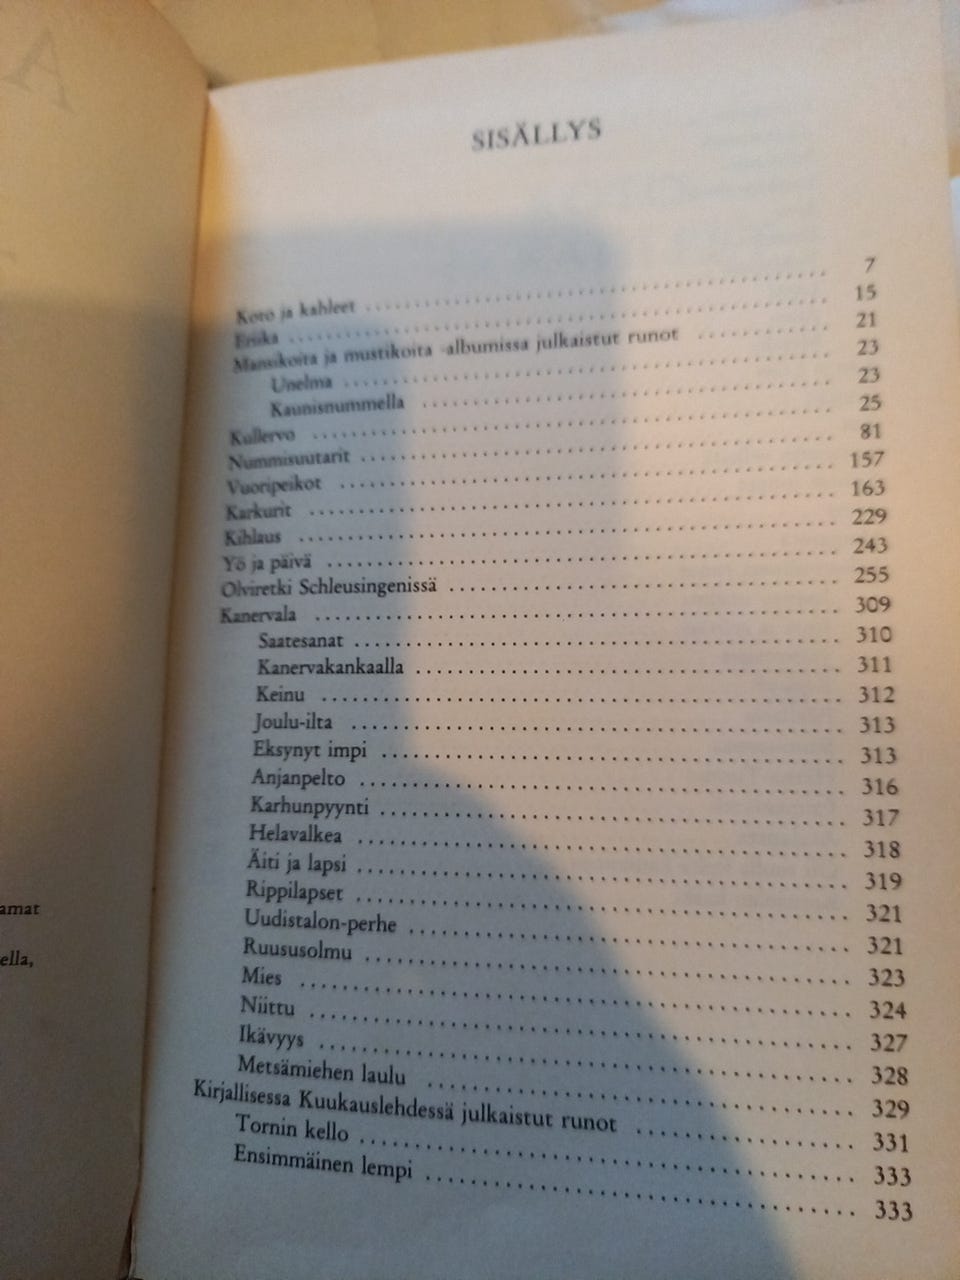 A
amat
ella,
SISÄLLYS
Koto ja kahleet .......... 7
Eriika .......... 15
Mansikoita ja mustikoita -albumissa julkaistut runot .......... 21
Unelma .......... 23
Kaunisnummella .......... 23
Kullervo .......... 25
Nummisuutarit .......... 81
Vuoripeikot .......... 157
Karkurit .......... 163
Kihlaus .......... 229
Yö ja päivä .......... 243
Olviretki Schleusingenissä .......... 255
Kanervala .......... 309
Saatesanat .......... 310
Kanervakankaalla .......... 311
Keinu .......... 312
Joulu-ilta .......... 313
Eksynyt impi .......... 313
Anjanpelto .......... 316
Karhunpyynti .......... 317
Helavalkea .......... 318
Äiti ja lapsi .......... 319
Rippilapset .......... 321
Uudistalon-perhe .......... 321
Ruususolmu .......... 323
Mies .......... 324
Niittu .......... 327
Ikävyys .......... 328
Metsämiehen laulu .......... 329
Kirjallisessa Kuukauslehdessä julkaistut runot .......... 331
Tornin kello .......... 333
Ensimmäinen lempi .......... 333